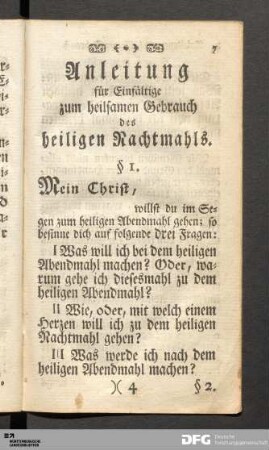 7
Anleitung
für Einfältige
zum heilsamen Gebrauch
des
heiligen Nachtmahls.
§ 1.
Mein Christ,
willst du im Se-
gen zum heiligen Abendmahl gehen; so
besinne dich auf folgende drei Fragen:
I Was will ich bei dem heiligen
Abendmahl machen? Oder, wa-
rum gehe ich diesesmahl zu dem
heiligen Abendmahl?
II Wie, oder, mit welch einem
Herzen will ich zu dem heiligen
Nachtmahl gehen?
III Was werde ich nach dem
heiligen Abendmahl machen?
)( 4 § 2.
DFG Deutsche
Forschungsgemeinschaft